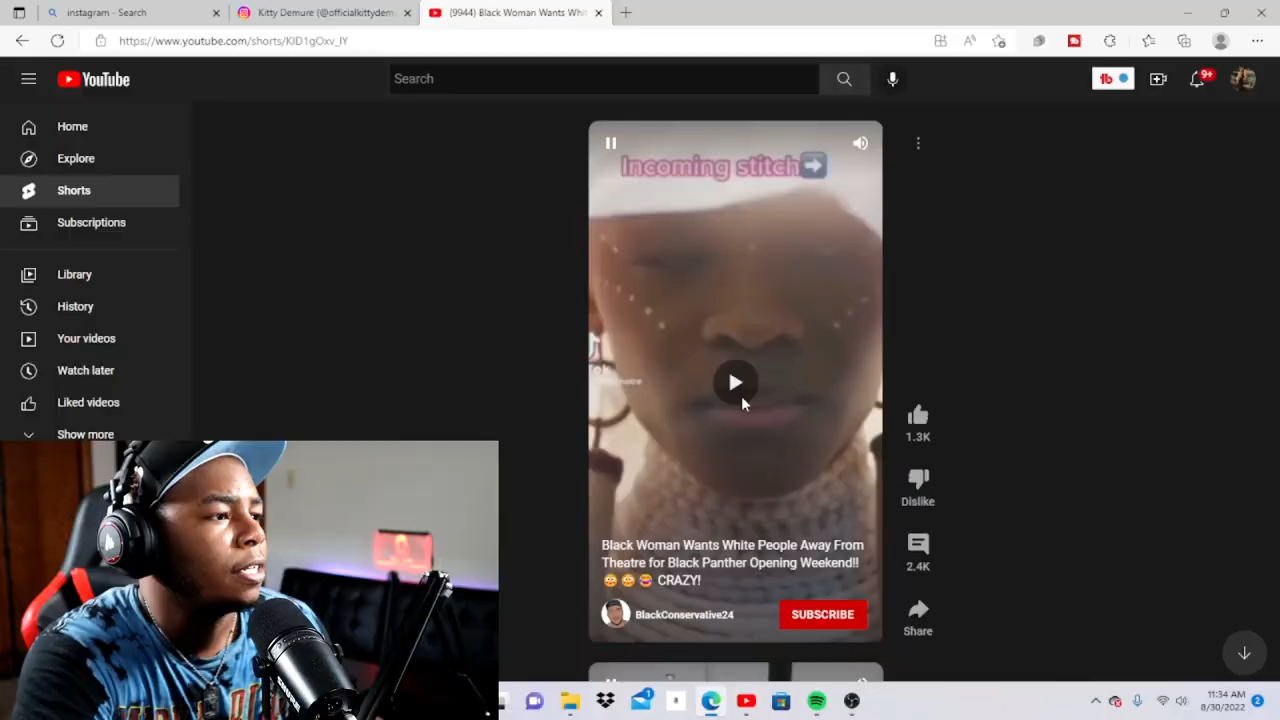 instagram - Search
Kitty Demure (@officialkittydem
(9944) Black Woman Wants Whi
https://www.youtube.com/shorts/KlD1gOxv_lY
YouTube
Search
9+
Home
Explore
Shorts
Subscriptions
Library
History
Your videos
Watch later
Liked videos
Show more
Incoming stitch
1.3K
Dislike
2.4K
Share
Black Woman Wants White People Away From
Theatre for Black Panther Opening Weekend!!
CRAZY!
BlackConservative24
SUBSCRIBE
11:34 AM
8/30/2022